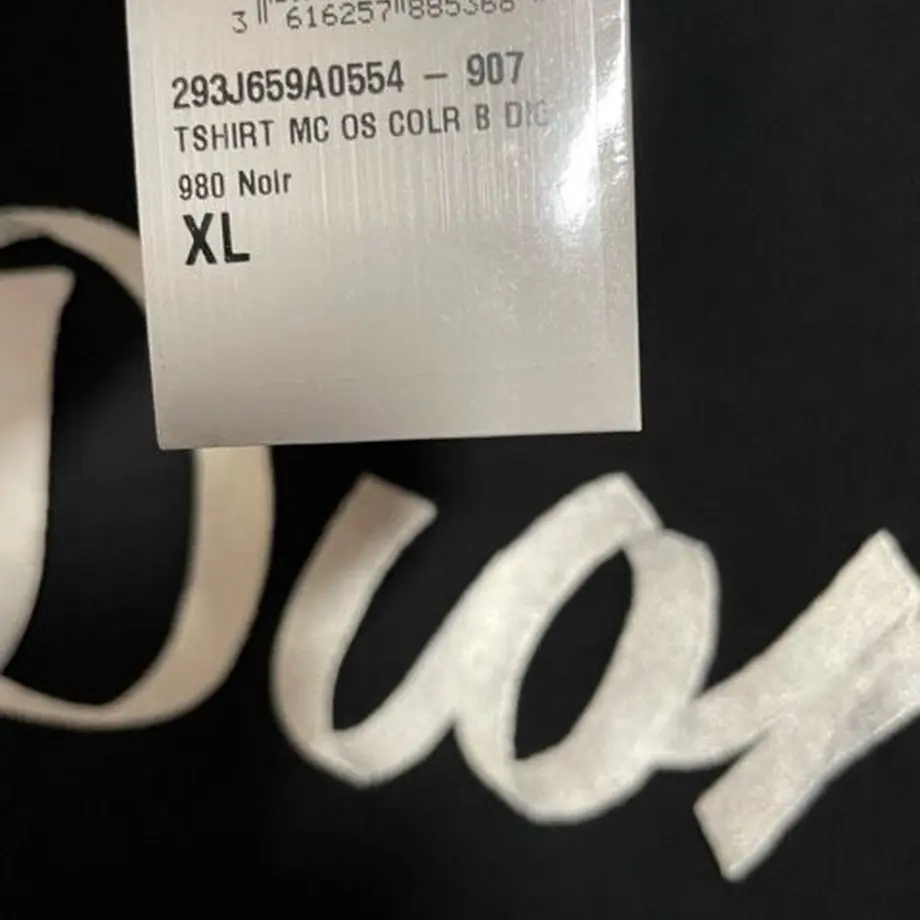 3 616257 885368
293J659A0554 – 907
TSHIRT MC OS COLR B DIO
980 Noir
XL
Dior